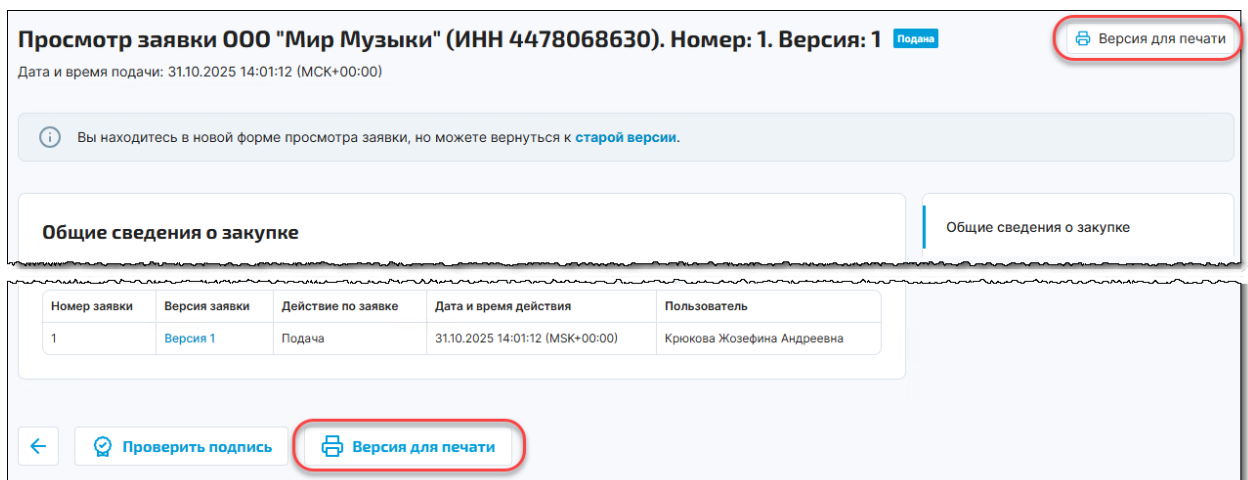 Просмотр заявки ООО "Мир Музыки" (ИНН 4478068630). Номер: 1. Версия: 1 Подана
Версия для печати
Дата и время подачи: 31.10.2025 14:01:12 (МСК+00:00)
Вы находитесь в новой форме просмотра заявки, но можете вернуться к старой версии.
Общие сведения о закупке
Общие сведения о закупке
Номер заявки Версия заявки Действие по заявке Дата и время действия Пользователь
1 Версия 1 Подача 31.10.2025 14:01:12 (MSK+00:00) Крюкова Жозефина Андреевна
Проверить подпись Версия для печати